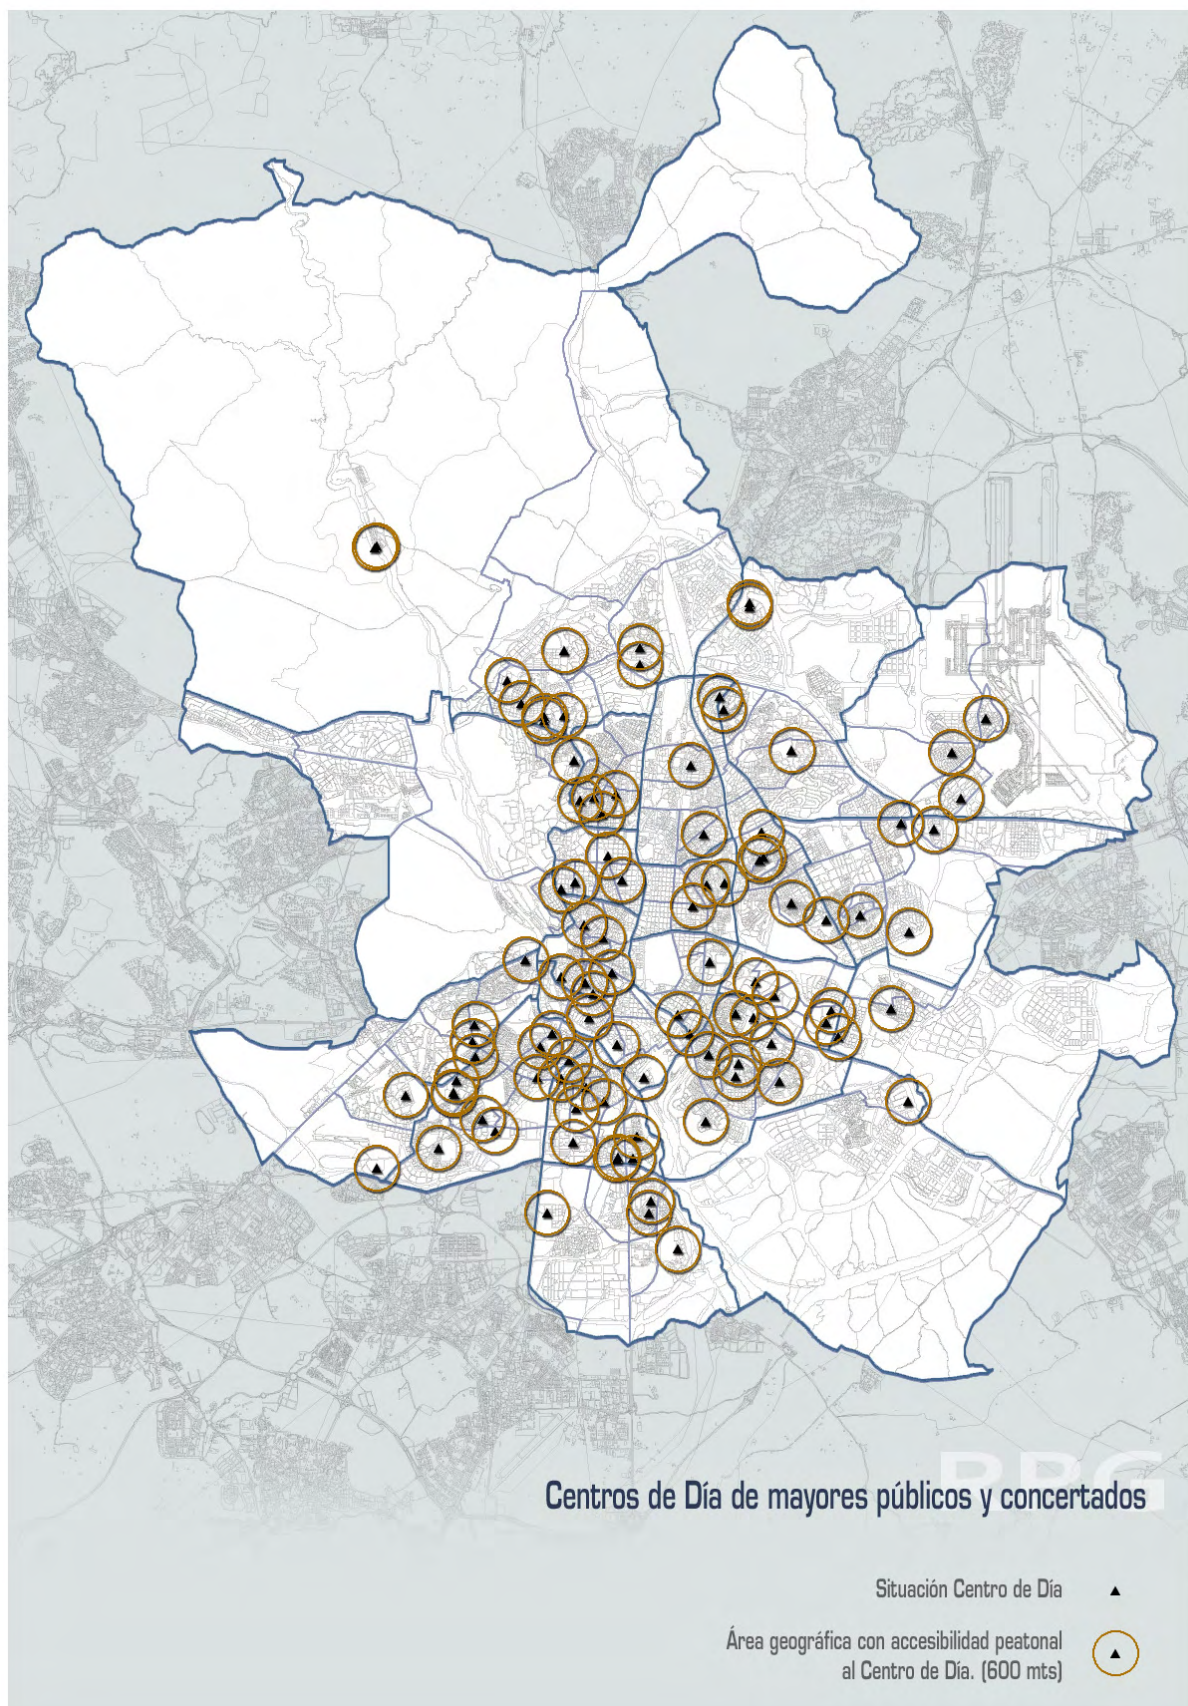 RPG
Centros de Día de mayores públicos y concertados
Situación Centro de Día
Área geográfica con accesibilidad peatonal
al Centro de Día. (600 mts)